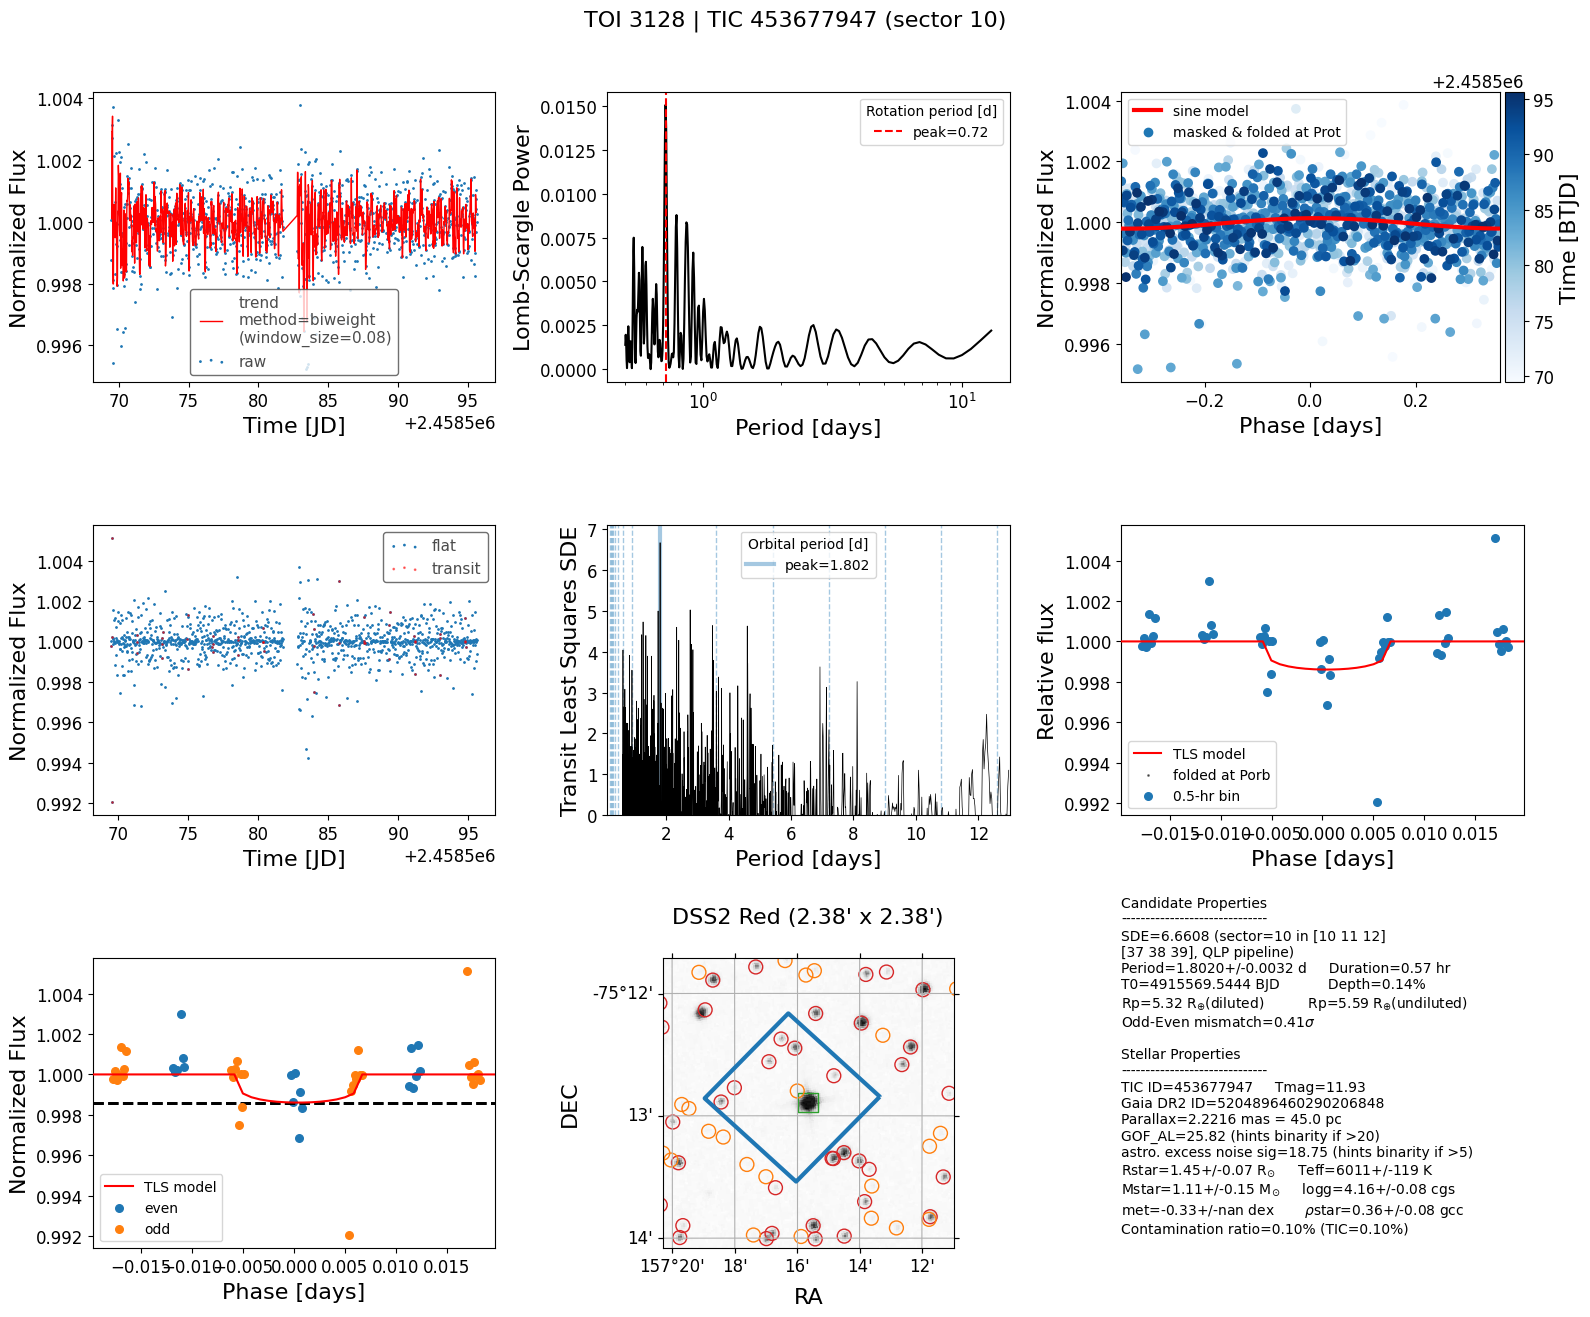 TOI 3128 | TIC 453677947 (sector 10)
1.004
1.002
1.000
0.998
0.996
Normalized Flux
trend
method=biweight
(window_size=0.08)
raw
70 75 80 85 90 95
Time [JD]
+2.4585e6
0.0150
0.0125
0.0100
0.0075
0.0050
0.0025
0.0000
Lomb-Scargle Power
Rotation period [d]
peak=0.72
10⁰ 10¹
Period [days]
+2.4585e6
1.004
1.002
1.000
0.998
0.996
Normalized Flux
sine model
masked & folded at Prot
−0.2 0.0 0.2
Phase [days]
95
90
85
80
75
70
Time [BTJD]
1.004
1.002
1.000
0.998
0.996
0.994
0.992
Normalized Flux
flat
transit
70 75 80 85 90 95
Time [JD]
+2.4585e6
7
6
5
4
3
2
1
0
Transit Least Squares SDE
Orbital period [d]
peak=1.802
2 4 6 8 10 12
Period [days]
1.004
1.002
1.000
0.998
0.996
0.994
0.992
Relative flux
TLS model
folded at Porb
0.5-hr bin
−0.015 −0.010 −0.005 0.000 0.005 0.010 0.015
Phase [days]
1.004
1.002
1.000
0.998
0.996
0.994
0.992
Normalized Flux
TLS model
even
odd
−0.015 −0.010 −0.005 0.000 0.005 0.010 0.015
Phase [days]
DSS2 Red (2.38' x 2.38')
-75°12'
13'
14'
DEC
157°20' 18' 16' 14' 12'
RA
Candidate Properties
------------------------------
SDE=6.6608 (sector=10 in [10 11 12]
[37 38 39], QLP pipeline)
Period=1.8020+/-0.0032 d Duration=0.57 hr
T0=4915569.5444 BJD Depth=0.14%
Rp=5.32 R⊕(diluted) Rp=5.59 R⊕(undiluted)
Odd-Even mismatch=0.41σ
Stellar Properties
------------------------------
TIC ID=453677947 Tmag=11.93
Gaia DR2 ID=5204896460290206848
Parallax=2.2216 mas = 45.0 pc
GOF_AL=25.82 (hints binarity if >20)
astro. excess noise sig=18.75 (hints binarity if >5)
Rstar=1.45+/-0.07 R⊙ Teff=6011+/-119 K
Mstar=1.11+/-0.15 M⊙ logg=4.16+/-0.08 cgs
met=-0.33+/-nan dex ρstar=0.36+/-0.08 gcc
Contamination ratio=0.10% (TIC=0.10%)